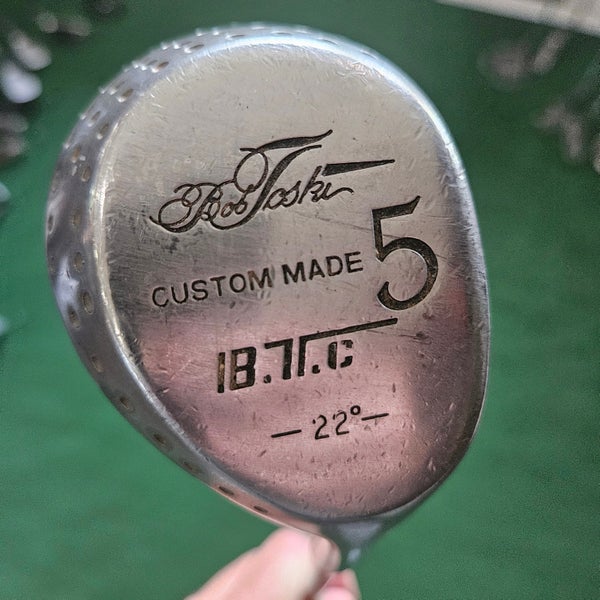 Bob Toski
CUSTOM MADE 5
B.T.C
— 22° —